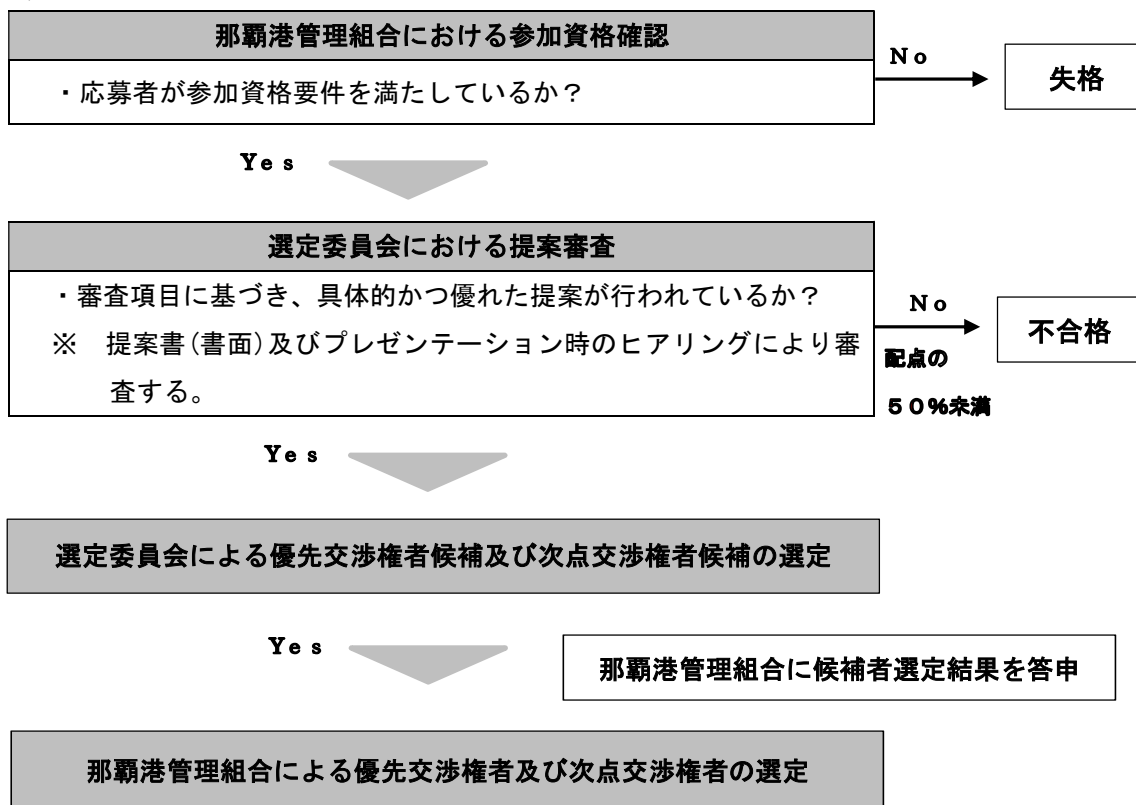 那覇港管理組合における参加資格確認
・応募者が参加資格要件を満たしているか？
Ｎｏ
失格
Ｙｅｓ
選定委員会における提案審査
・審査項目に基づき、具体的かつ優れた提案が行われているか？
※　提案書(書面)及びプレゼンテーション時のヒアリングにより審
査する。
Ｎｏ
配点の
５０%未満
不合格
Ｙｅｓ
選定委員会による優先交渉権者候補及び次点交渉権者候補の選定
Ｙｅｓ
那覇港管理組合に候補者選定結果を答申
那覇港管理組合による優先交渉権者及び次点交渉権者の選定